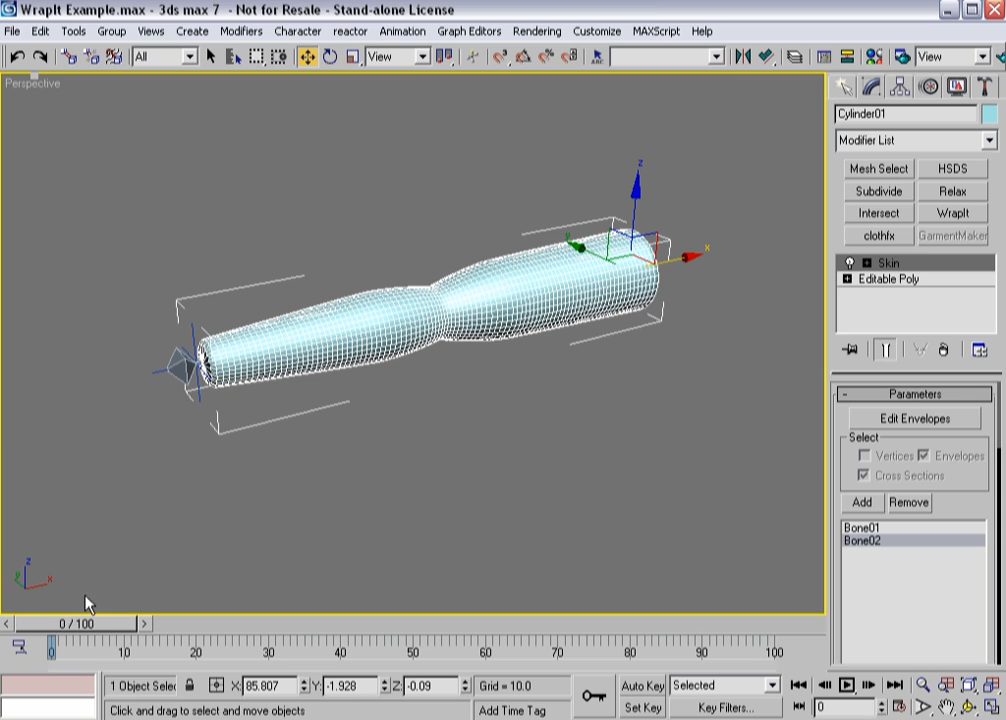 WrapIt Example.max - 3ds max 7 - Not for Resale - Stand-alone License
File Edit Tools Group Views Create Modifiers Character reactor Animation Graph Editors Rendering Customize MAXScript Help
All View View
Perspective
Cylinder01
Modifier List
Mesh Select HSDS
Subdivide Relax
Intersect WrapIt
clothfx GarmentMaker
Skin
Editable Poly
z
x
- Parameters
Edit Envelopes
Select
Vertices Envelopes
Cross Sections
Add Remove
Bone01
Bone02
z
x
< 0 / 100 >
0 10 20 30 40 50 60 70 80 90 100
1 Object Selec X: 85.807 Y: -1.928 Z: -0.09 Grid = 10.0 Auto Key Selected
Click and drag to select and move objects Add Time Tag Set Key Key Filters... 0